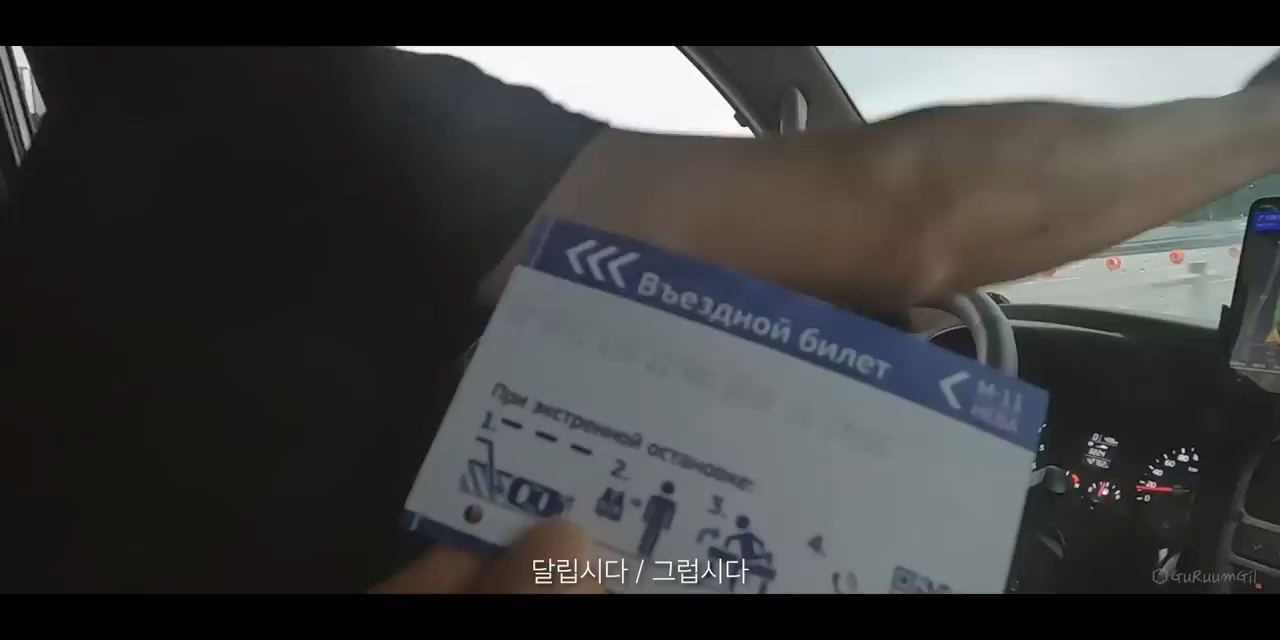 Въездной билет
М-11
НЕВА
При экстренной остановке:
1.
2.
3.
4.
달립시다 / 그럽시다
GuRuumGil